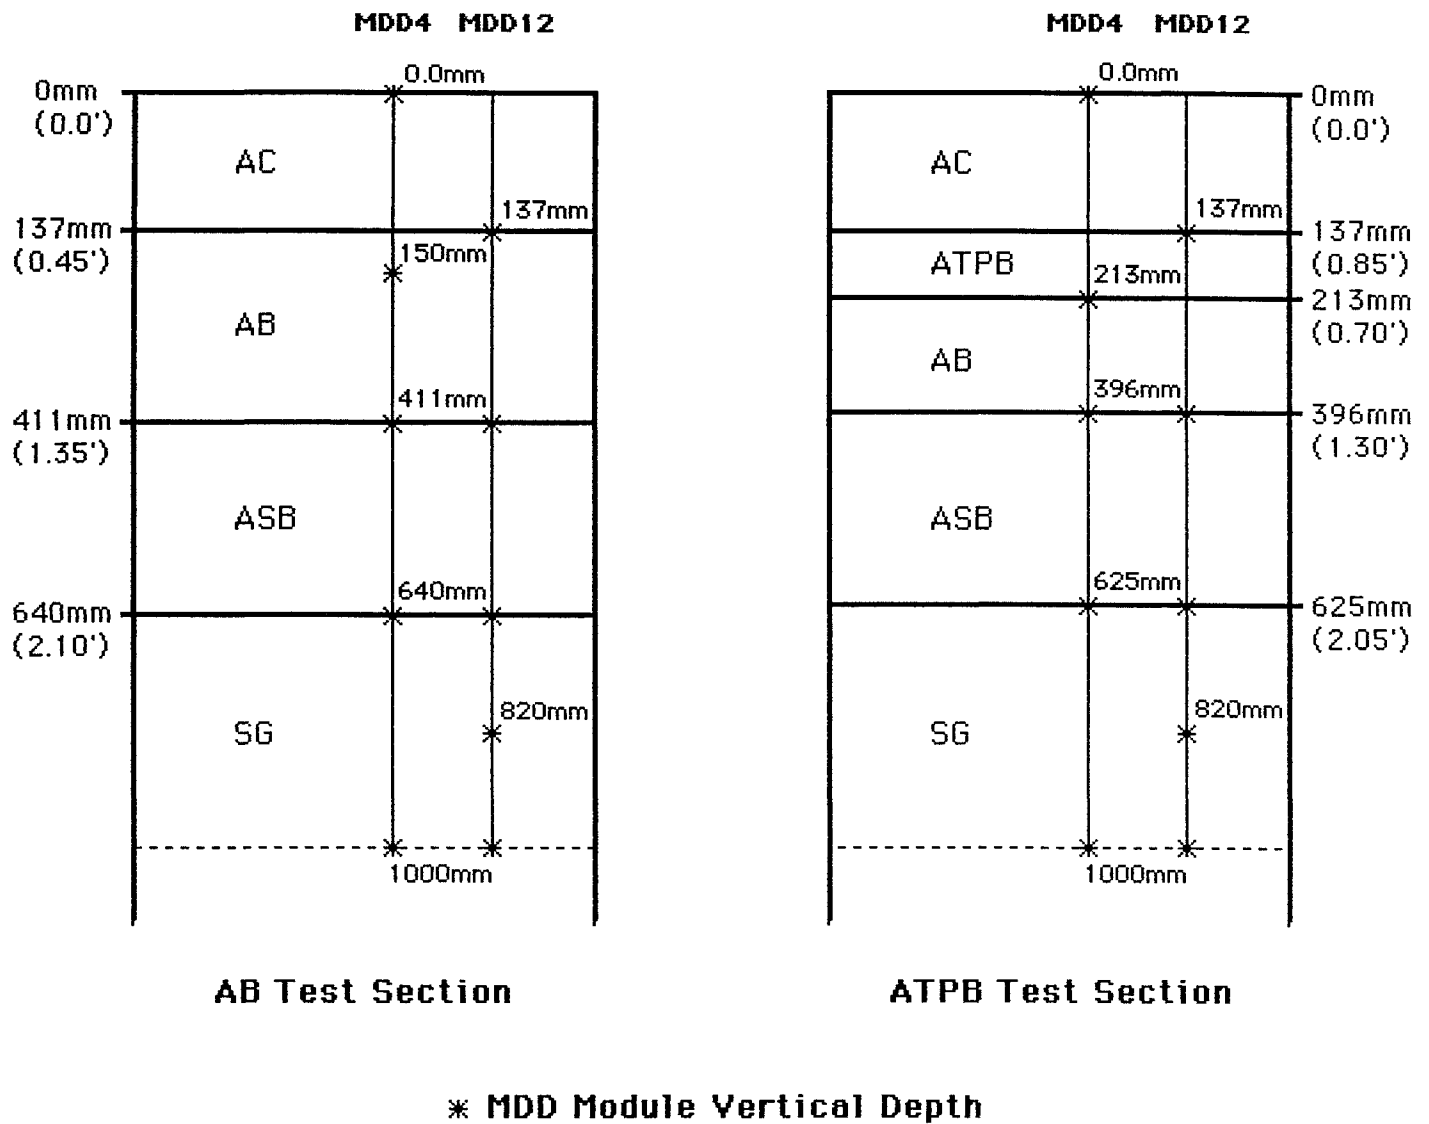 MDD4 MDD12
0.0mm
0mm
(0.0')
AC
137mm
137mm
(0.45')
150mm
AB
411mm
411mm
(1.35')
ASB
640mm
640mm
(2.10')
820mm
SG
1000mm
AB Test Section
MDD4 MDD12
0.0mm
0mm
(0.0')
AC
137mm
137mm
(0.85')
ATPB
213mm
213mm
(0.70')
AB
396mm
396mm
(1.30')
ASB
625mm
625mm
(2.05')
820mm
SG
1000mm
ATPB Test Section
* MDD Module Vertical Depth